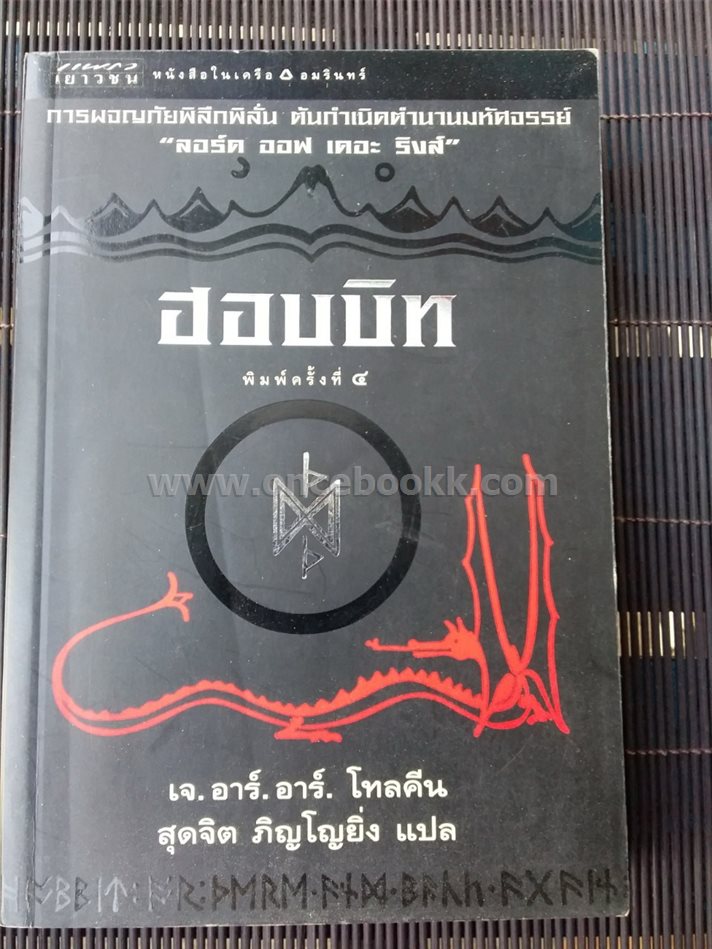 แพรว
เยาวชน หนังสือในเครือ อมรินทร์
การผจญภัยพิลึกพิลั่น ต้นกำเนิดตำนานมหัศจรรย์
“ลอร์ด ออฟ เดอะ ริงส์”
ฮอบบิท
พิมพ์ครั้งที่ ๔
www.oncebookk.com
เจ. อาร์. อาร์. โทลคีน
สุดจิต ภิญโญยิ่ง แปล